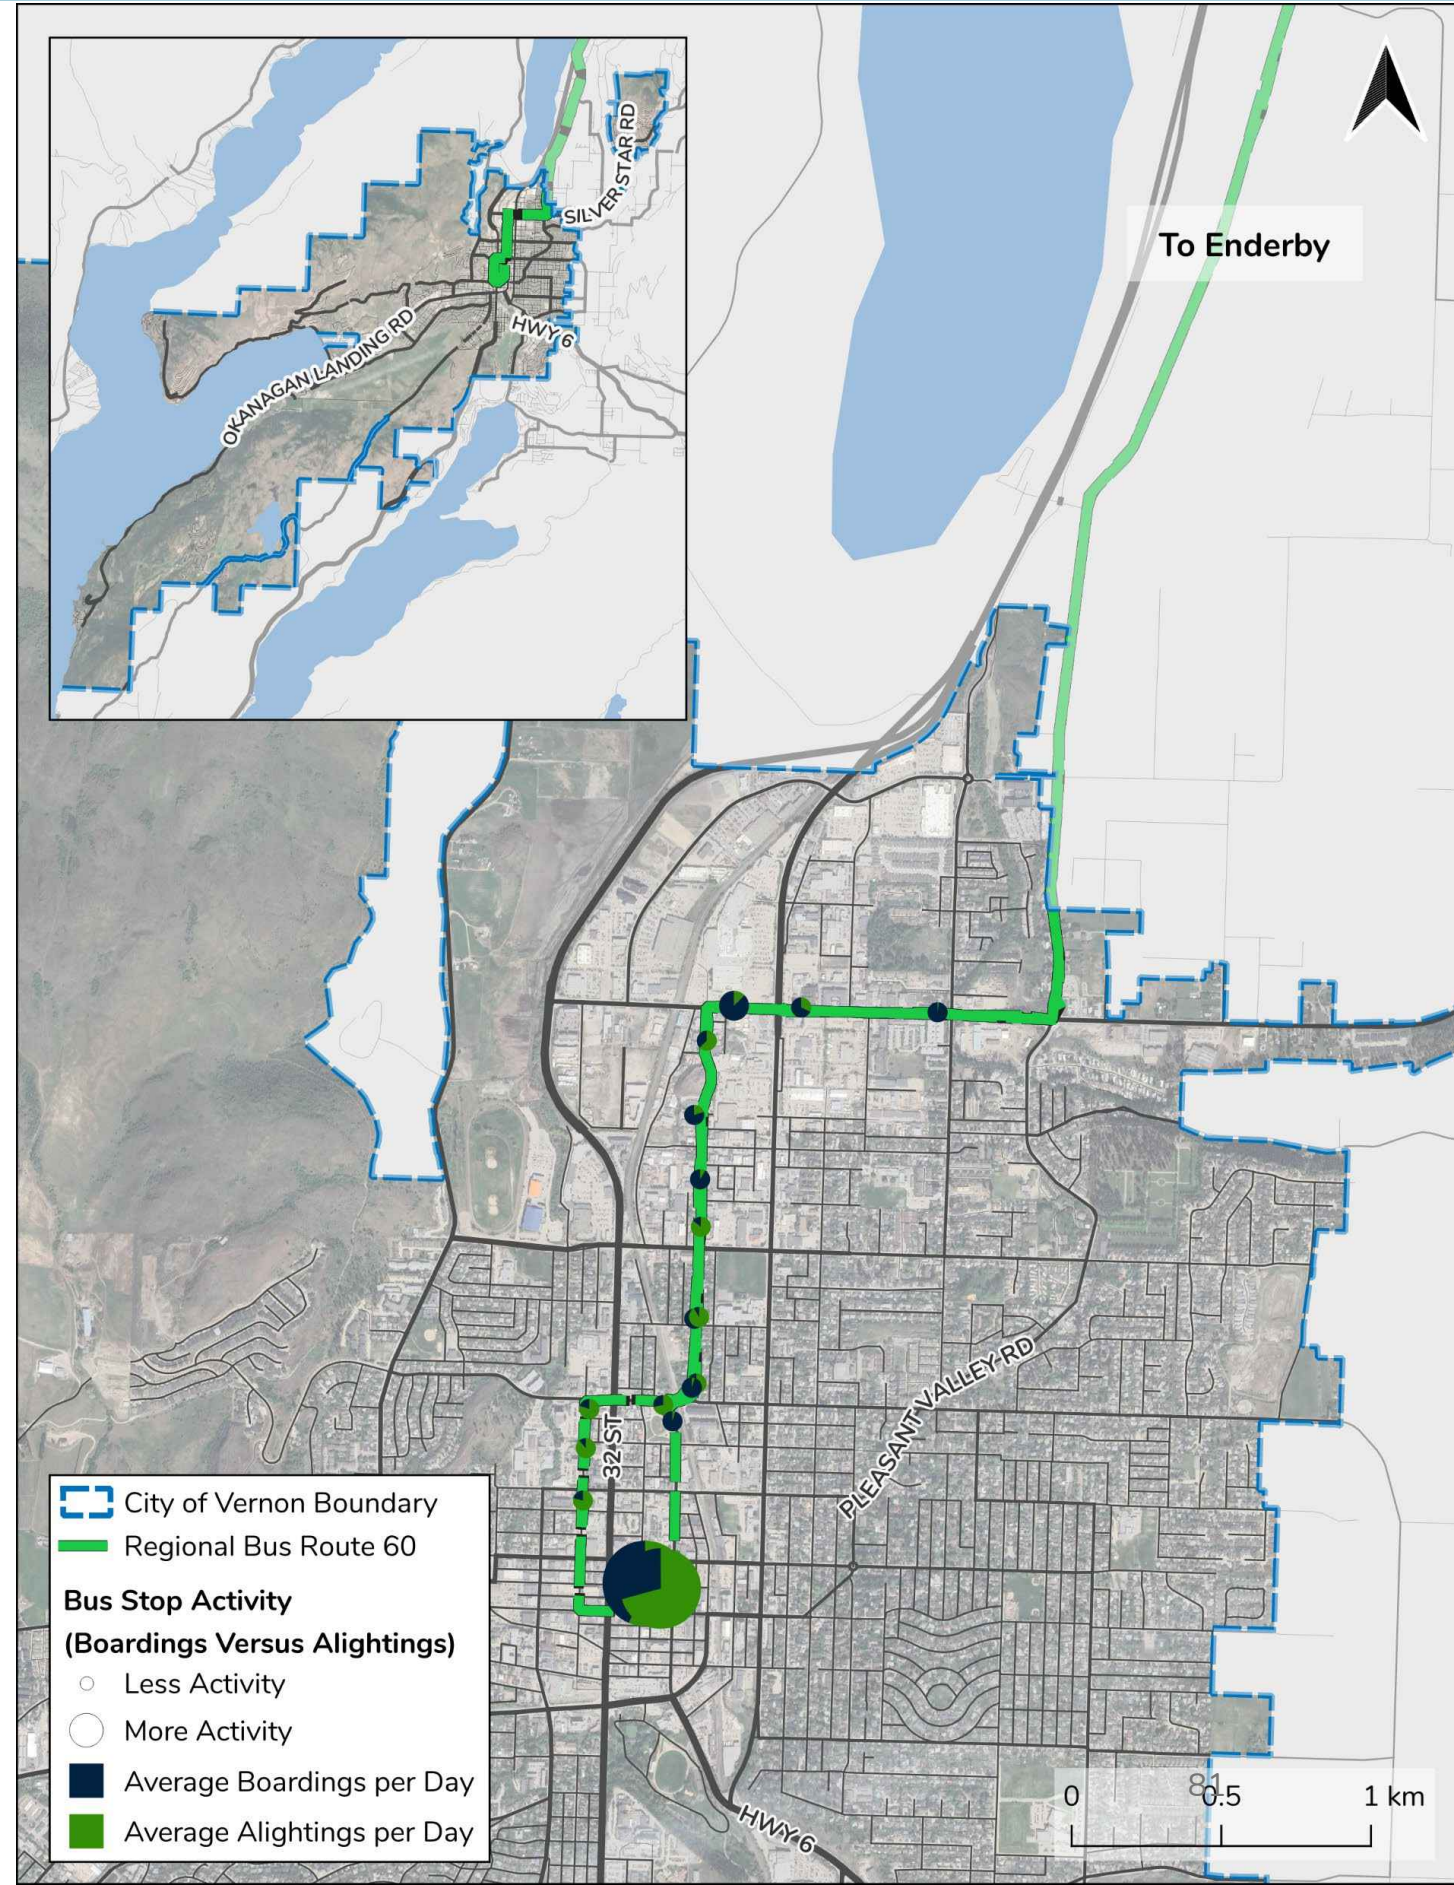 SILVER STAR RD
OKANAGAN LANDING RD
HWY 6
To Enderby
PLEASANT VALLEY RD
32 ST
City of Vernon Boundary
Regional Bus Route 60
Bus Stop Activity
(Boardings Versus Alightings)
Less Activity
More Activity
Average Boardings per Day
Average Alightings per Day
81
0 0.5 1 km
HWY 6